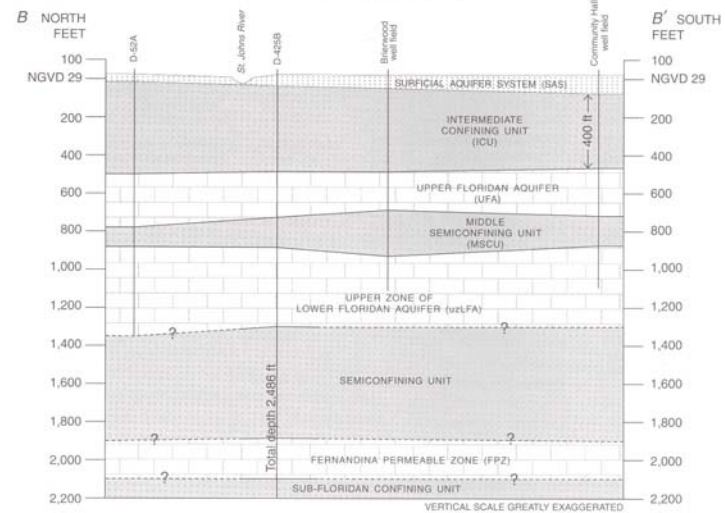 B NORTH
FEET
D-52A
St. Johns River
D-425B
Brierwood
well field
Community Hall
well field
B′ SOUTH
FEET
100
NGVD 29
200
400
600
800
1,000
1,200
1,400
1,600
1,800
2,000
2,200
SURFICIAL AQUIFER SYSTEM (SAS)
INTERMEDIATE
CONFINING UNIT
(ICU)
400 ft
UPPER FLORIDAN AQUIFER
(UFA)
MIDDLE
SEMICONFINING UNIT
(MSCU)
UPPER ZONE OF
LOWER FLORIDAN AQUIFER (uzLFA)
?
?
SEMICONFINING UNIT
Total depth 2,486 ft
?
?
FERNANDINA PERMEABLE ZONE (FPZ)
?
?
SUB-FLORIDAN CONFINING UNIT
100
NGVD 29
200
400
600
800
1,000
1,200
1,400
1,600
1,800
2,000
2,200
VERTICAL SCALE GREATLY EXAGGERATED